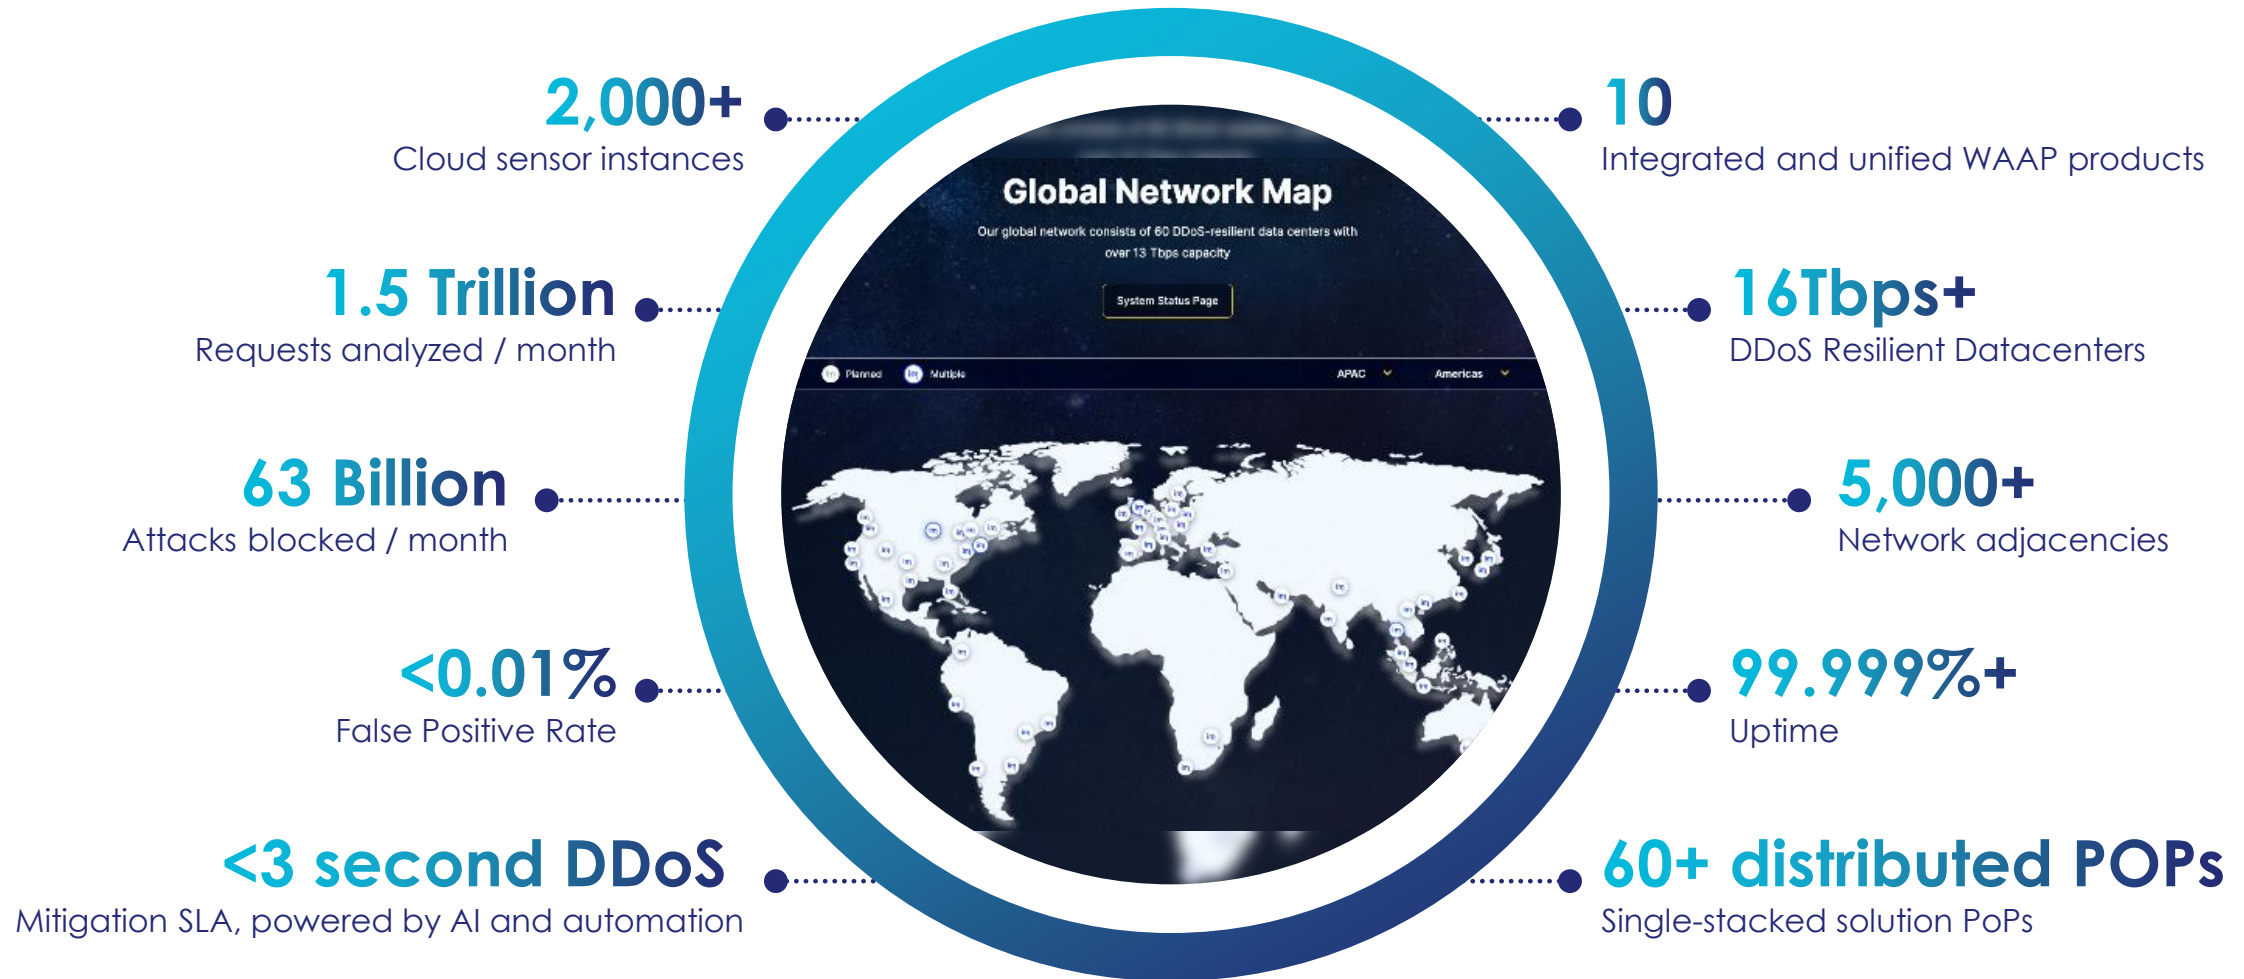 2,000+
Cloud sensor instances
1.5 Trillion
Requests analyzed / month
63 Billion
Attacks blocked / month
<0.01%
False Positive Rate
<3 second DDoS
Mitigation SLA, powered by AI and automation
Global Network Map
Our global network consists of 60 DDoS-resilient data centers with
over 13 Tbps capacity
System Status Page
Planned
Multiple
APAC
Americas
10
Integrated and unified WAAP products
16Tbps+
DDoS Resilient Datacenters
5,000+
Network adjacencies
99.999%+
Uptime
60+ distributed POPs
Single-stacked solution PoPs